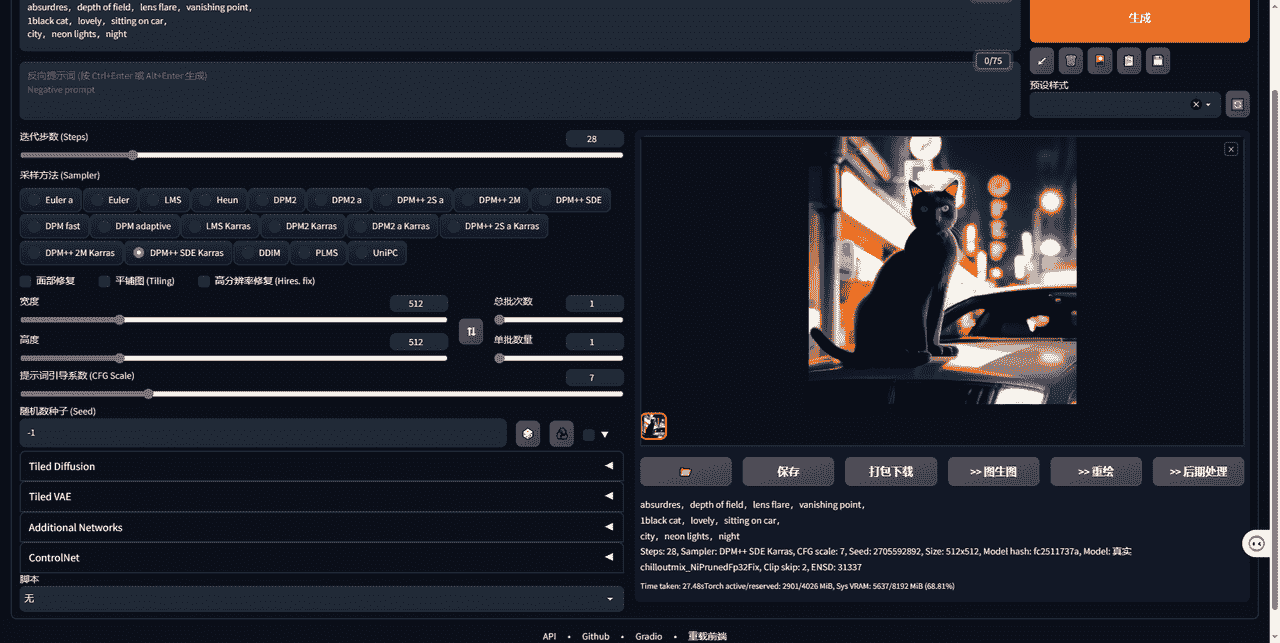 absurdres，depth of field，lens flare，vanishing point，
1black cat，lovely，sitting on car，
city，neon lights，night
生成
0/75
反向提示词 (按 Ctrl+Enter 或 Alt+Enter 生成)
Negative prompt
预设样式
迭代步数 (Steps)
28
采样方法 (Sampler)
Euler a
Euler
LMS
Heun
DPM2
DPM2 a
DPM++ 2S a
DPM++ 2M
DPM++ SDE
DPM fast
DPM adaptive
LMS Karras
DPM2 Karras
DPM2 a Karras
DPM++ 2S a Karras
DPM++ 2M Karras
DPM++ SDE Karras
DDIM
PLMS
UniPC
面部修复
平铺图 (Tiling)
高分辨率修复 (Hires. fix)
宽度
512
总批次数
1
高度
512
单批数量
1
提示词引导系数 (CFG Scale)
7
随机数种子 (Seed)
-1
Tiled Diffusion
Tiled VAE
Additional Networks
ControlNet
脚本
无
保存
打包下载
>> 图生图
>> 重绘
>> 后期处理
absurdres，depth of field，lens flare，vanishing point，
1black cat，lovely，sitting on car，
city，neon lights，night
Steps: 28, Sampler: DPM++ SDE Karras, CFG scale: 7, Seed: 2705592892, Size: 512x512, Model hash: fc2511737a, Model: 真实
chilloutmix_NiPrunedFp32Fix, Clip skip: 2, ENSD: 31337
Time taken: 27.48sTorch active/reserved: 2901/4026 MiB, Sys VRAM: 5637/8192 MiB (68.81%)
API • Github • Gradio • 重载前端